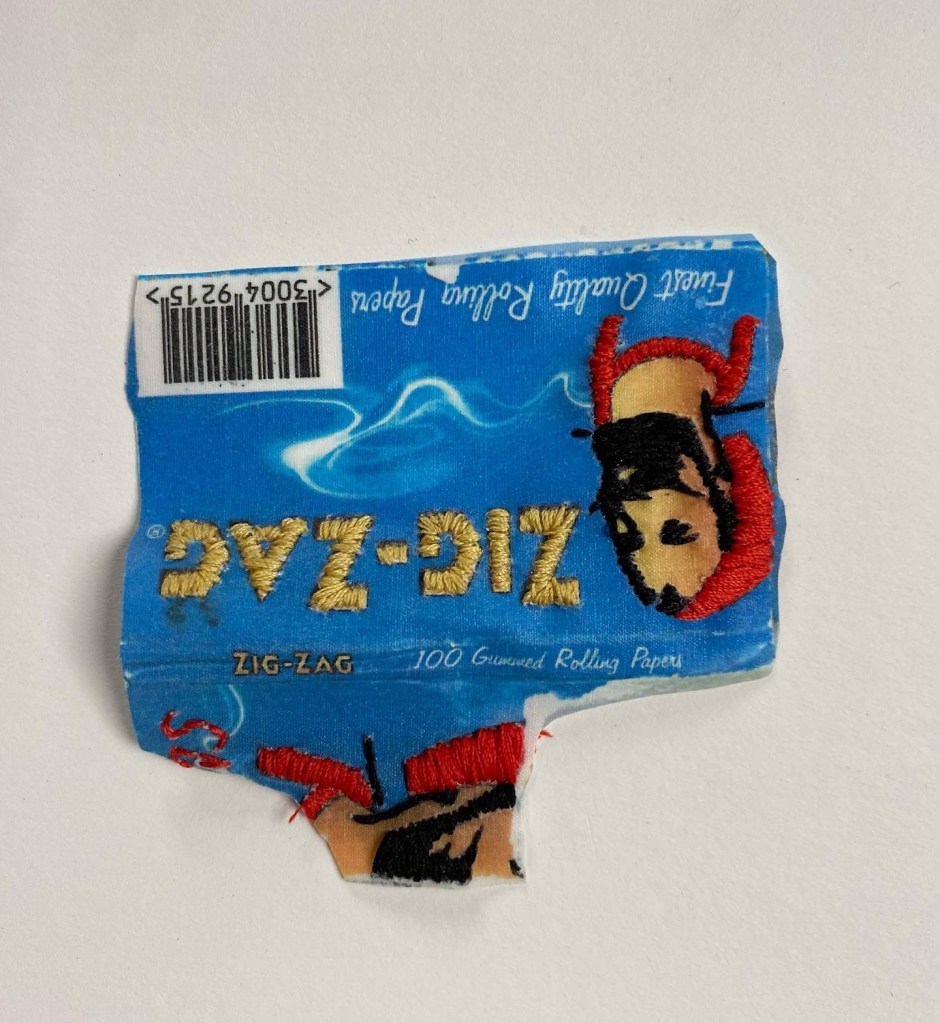 ZIG-ZAG®
Finest Quality Rolling Papers
<3004 9215>
ZIG-ZAG 100 Gummed Rolling Papers